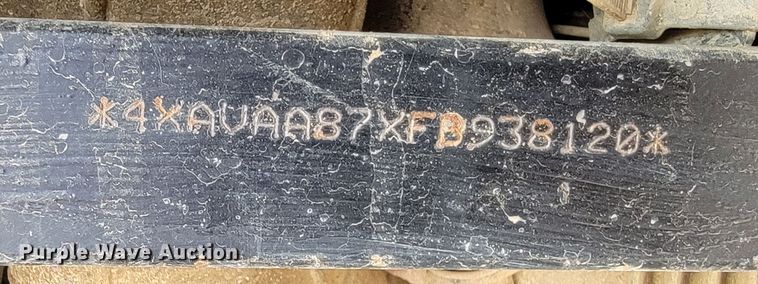 *4XAVAA87XFB938120*
Purple Wave Auction